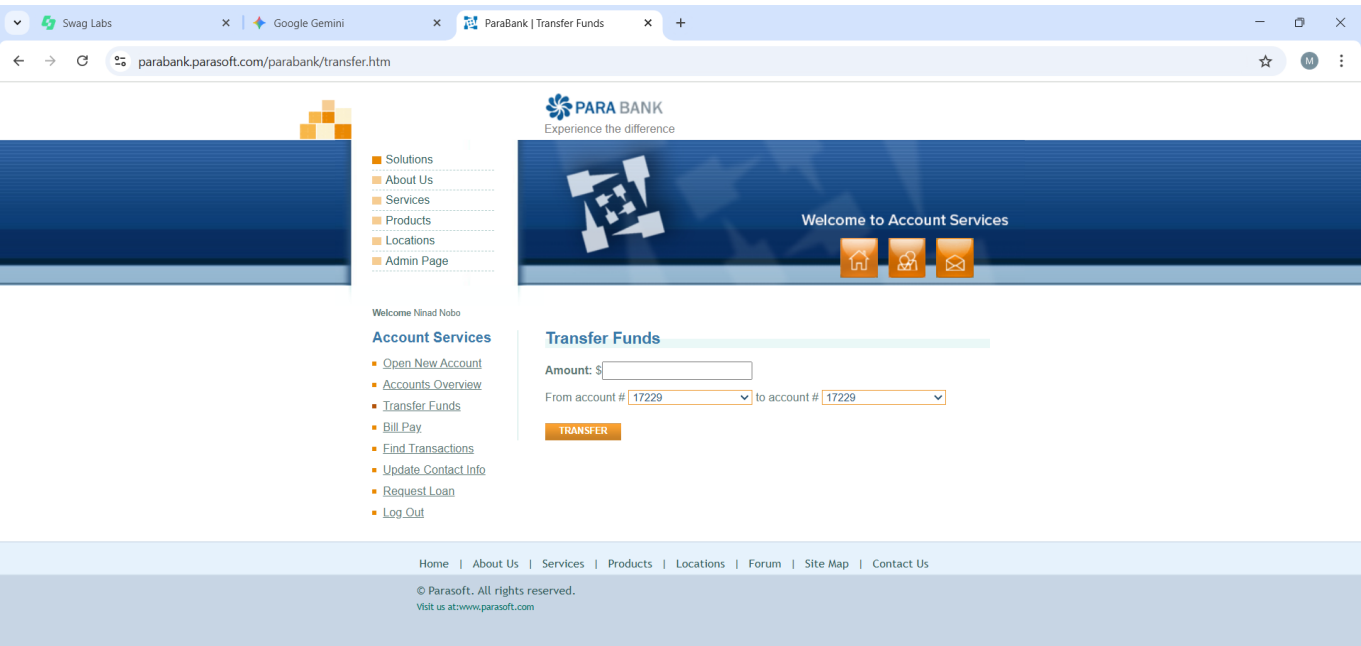 Swag Labs
Google Gemini
ParaBank | Transfer Funds
parabank.parasoft.com/parabank/transfer.htm
M
PARA BANK
Experience the difference
Solutions
About Us
Services
Products
Locations
Admin Page
Welcome to Account Services
Welcome Ninad Nobo
Account Services
Open New Account
Accounts Overview
Transfer Funds
Bill Pay
Find Transactions
Update Contact Info
Request Loan
Log Out
Transfer Funds
Amount: $
From account # 17229 to account # 17229
TRANSFER
Home | About Us | Services | Products | Locations | Forum | Site Map | Contact Us
© Parasoft. All rights reserved.
Visit us at:www.parasoft.com